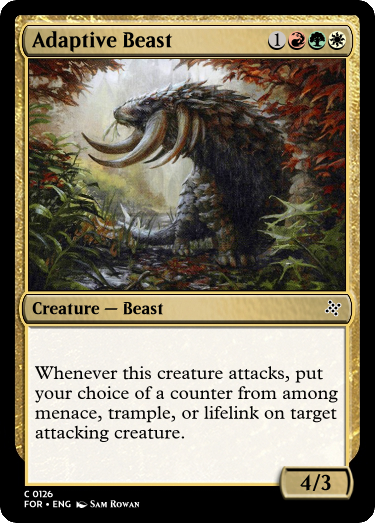 Adaptive Beast 1
Creature — Beast
Whenever this creature attacks, put
your choice of a counter from among
menace, trample, or lifelink on target
attacking creature.
4/3
C 0126
FOR • ENG Sam Rowan